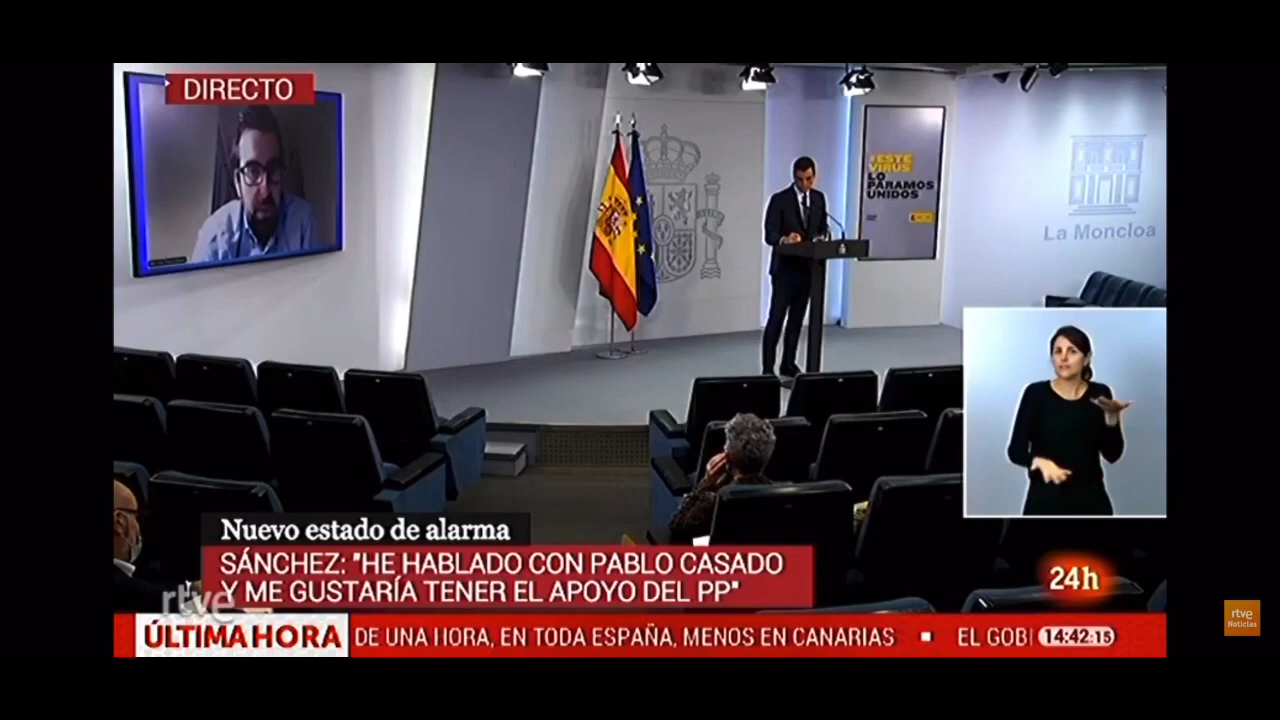 DIRECTO
#ESTE
VIRUS
LO
PARAMOS
UNIDOS
La Moncloa
Nuevo estado de alarma
SÁNCHEZ: "HE HABLADO CON PABLO CASADO
Y ME GUSTARÍA TENER EL APOYO DEL PP"
24h
rtve
ÚLTIMA HORA
DE UNA HORA, EN TODA ESPAÑA, MENOS EN CANARIAS ▪ EL GOBI
14:42:15
rtve
Noticias